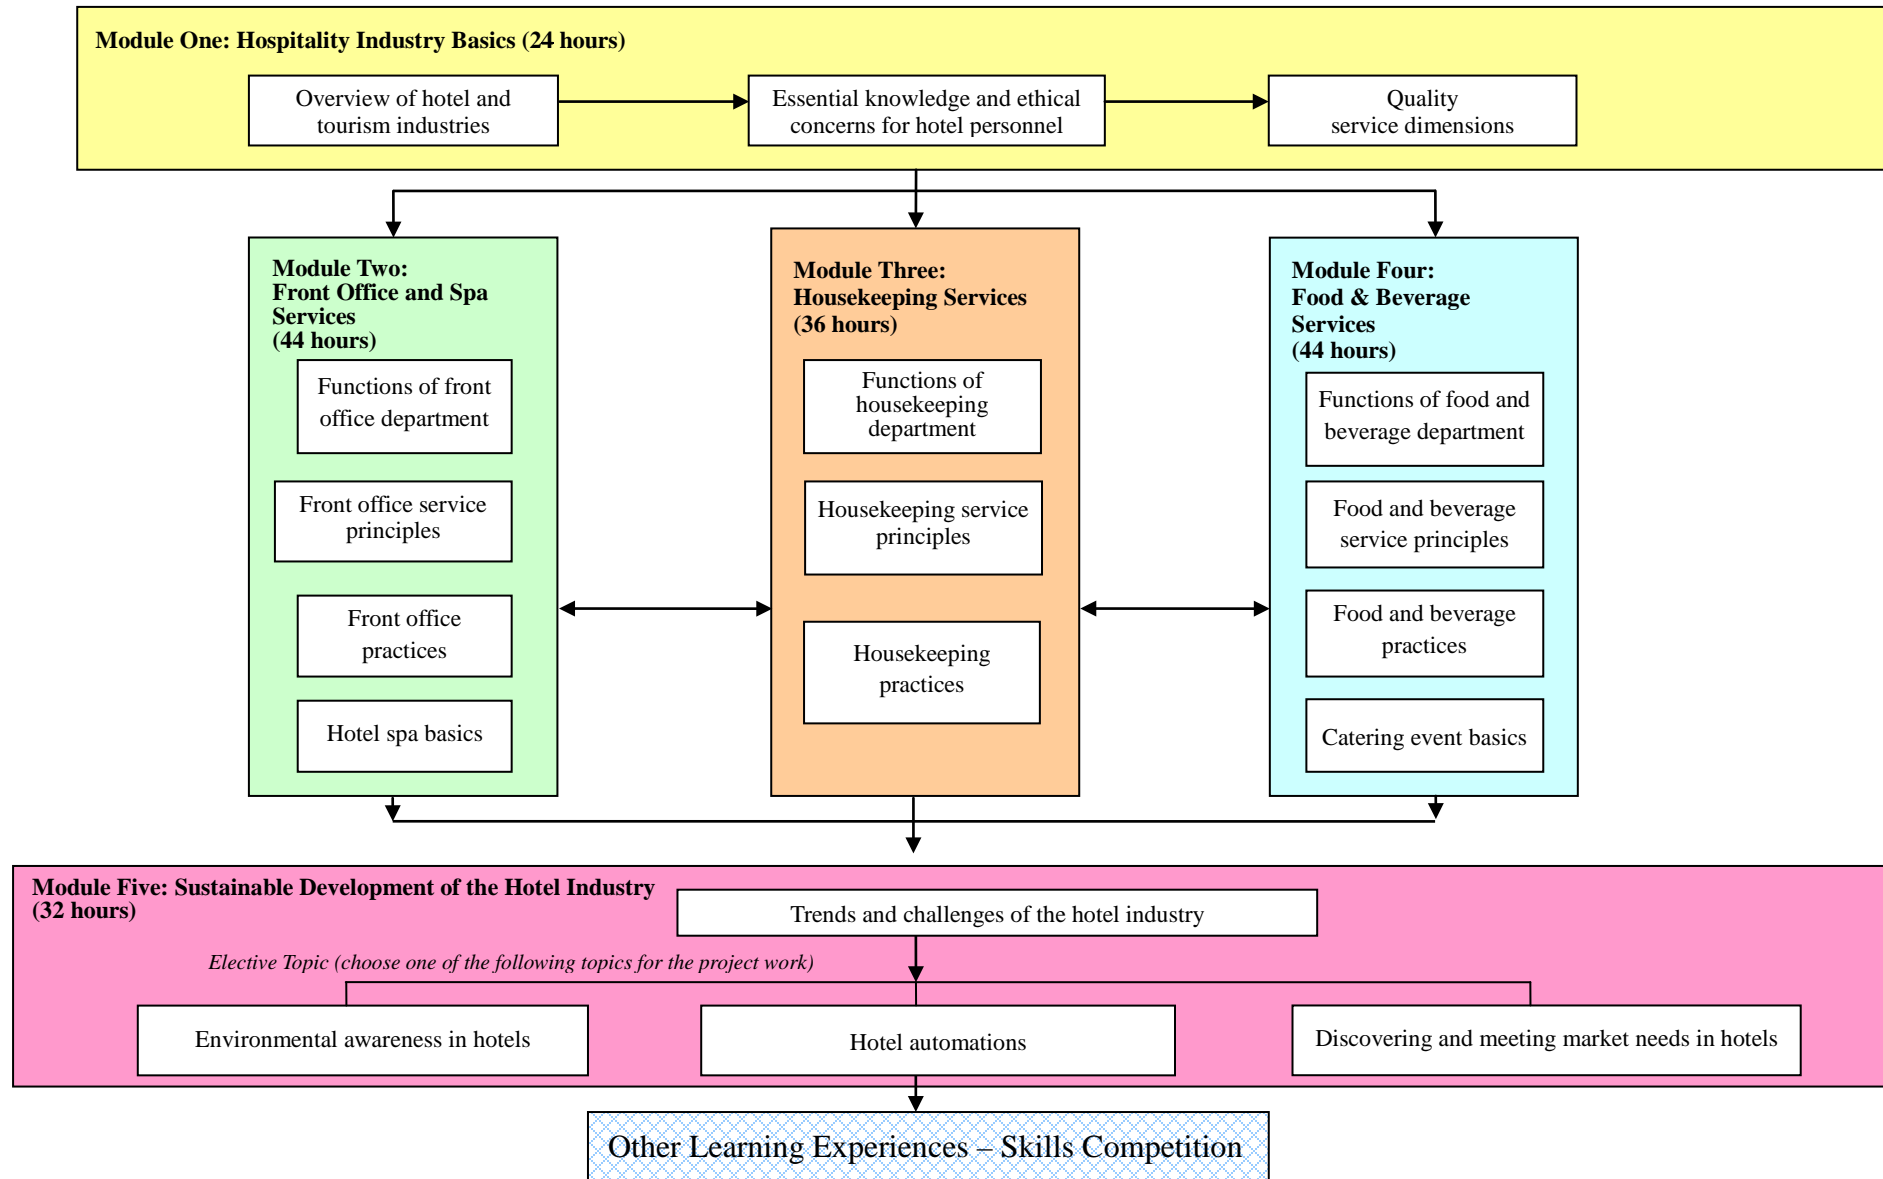 Module One: Hospitality Industry Basics (24 hours)
Overview of hotel and
tourism industries
Essential knowledge and ethical
concerns for hotel personnel
Quality
service dimensions
Module Two:
Front Office and Spa
Services
(44 hours)
Functions of front
office department
Front office service
principles
Front office
practices
Hotel spa basics
Module Three:
Housekeeping Services
(36 hours)
Functions of
housekeeping
department
Housekeeping service
principles
Housekeeping
practices
Module Four:
Food & Beverage
Services
(44 hours)
Functions of food and
beverage department
Food and beverage
service principles
Food and beverage
practices
Catering event basics
Module Five: Sustainable Development of the Hotel Industry
(32 hours)
Trends and challenges of the hotel industry
Elective Topic (choose one of the following topics for the project work)
Environmental awareness in hotels
Hotel automations
Discovering and meeting market needs in hotels
Other Learning Experiences – Skills Competition